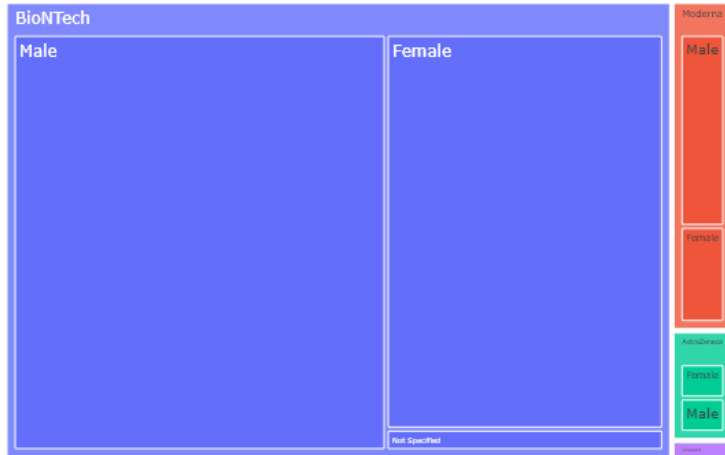 BioNTech
Male
Female
Not Specified
Moderna
Male
Female
AstraZeneca
Female
Male